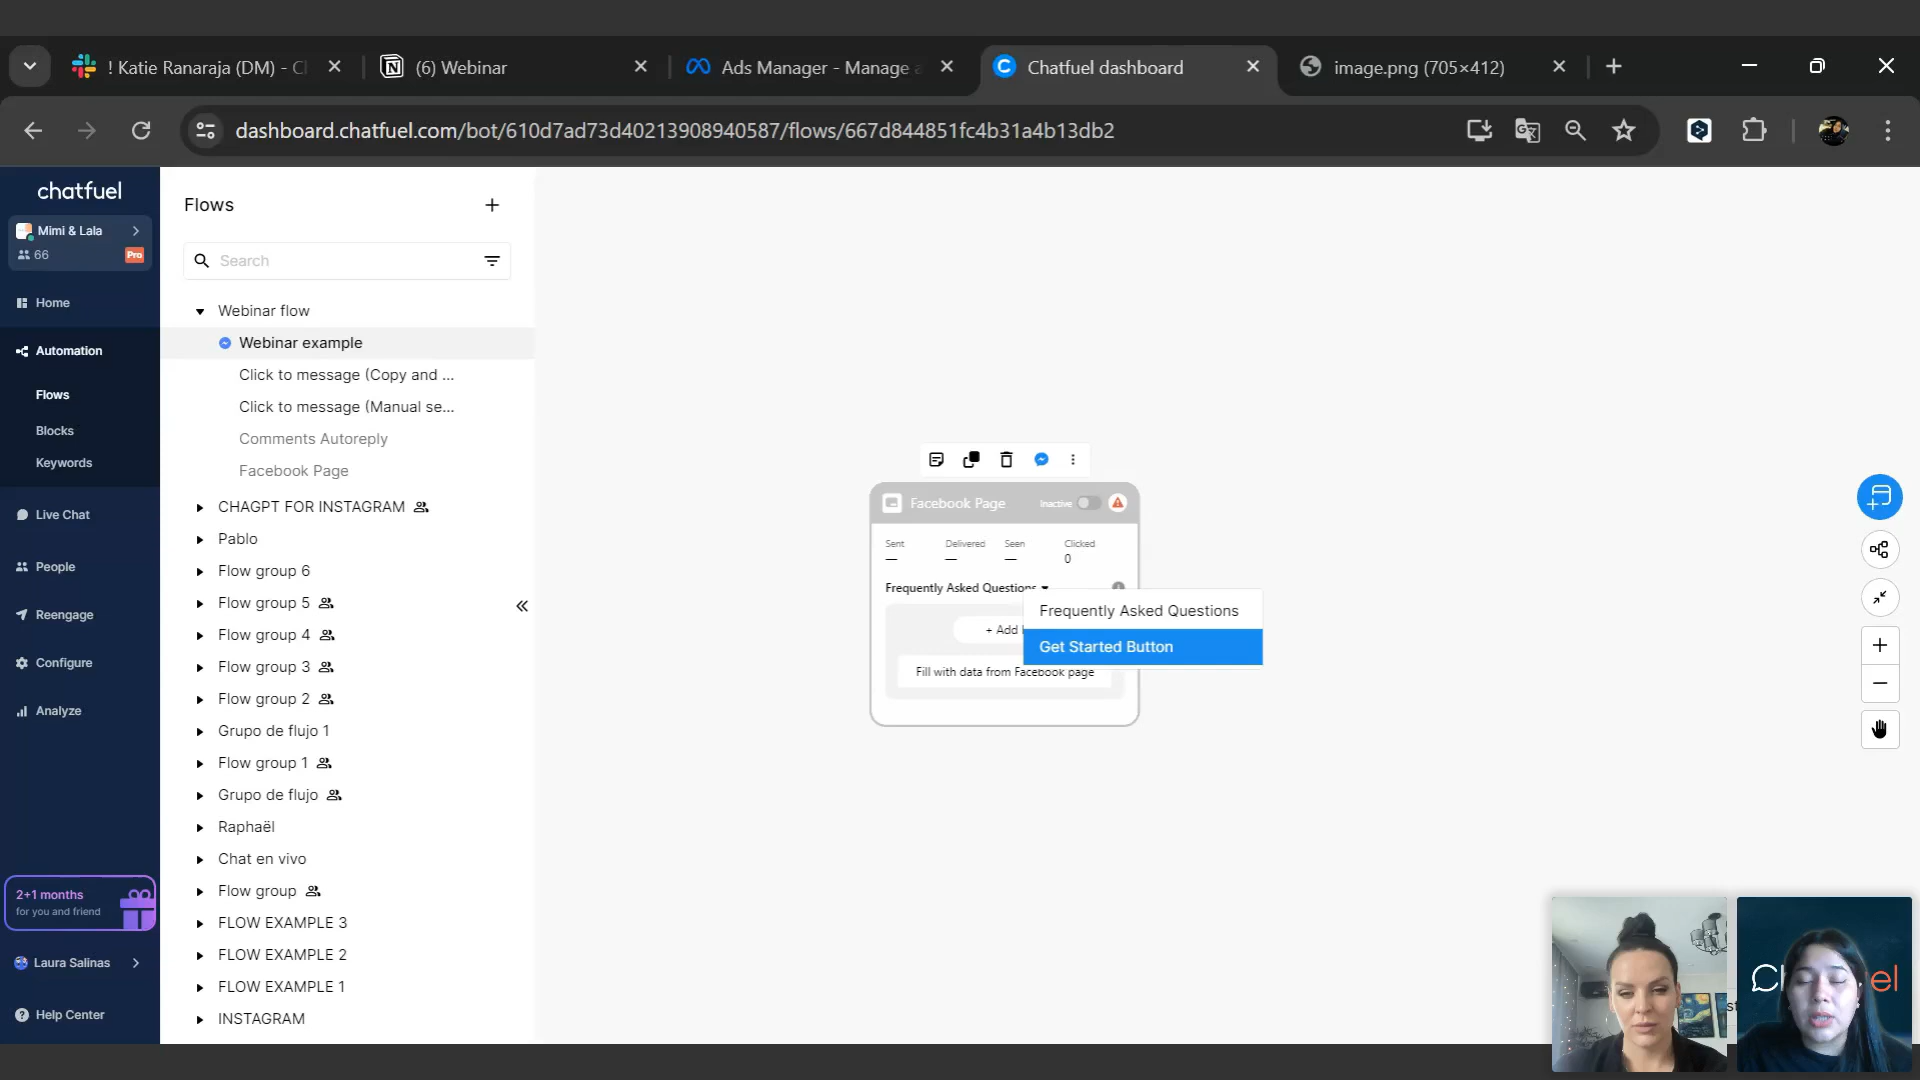 ! Katie Ranaraja (DM) - Cl
(6) Webinar
Ads Manager - Manage a
Chatfuel dashboard
image.png (705×412)
dashboard.chatfuel.com/bot/610d7ad73d40213908940587/flows/667d844851fc4b31a4b13db2
chatfuel
Mimi & Lala
66
Pro
Home
Automation
Flows
Blocks
Keywords
Live Chat
People
Reengage
Configure
Analyze
2+1 months
for you and friend
Laura Salinas
Help Center
Flows
Search
Webinar flow
Webinar example
Click to message (Copy and ...
Click to message (Manual se...
Comments Autoreply
Facebook Page
CHAGPT FOR INSTAGRAM
Pablo
Flow group 6
Flow group 5
Flow group 4
Flow group 3
Flow group 2
Grupo de flujo 1
Flow group 1
Grupo de flujo
Raphaël
Chat en vivo
Flow group
FLOW EXAMPLE 3
FLOW EXAMPLE 2
FLOW EXAMPLE 1
INSTAGRAM
Facebook Page
Inactive
Sent Delivered Seen Clicked
— — — 0
Frequently Asked Questions
+ Add
Fill with data from Facebook page
Frequently Asked Questions
Get Started Button